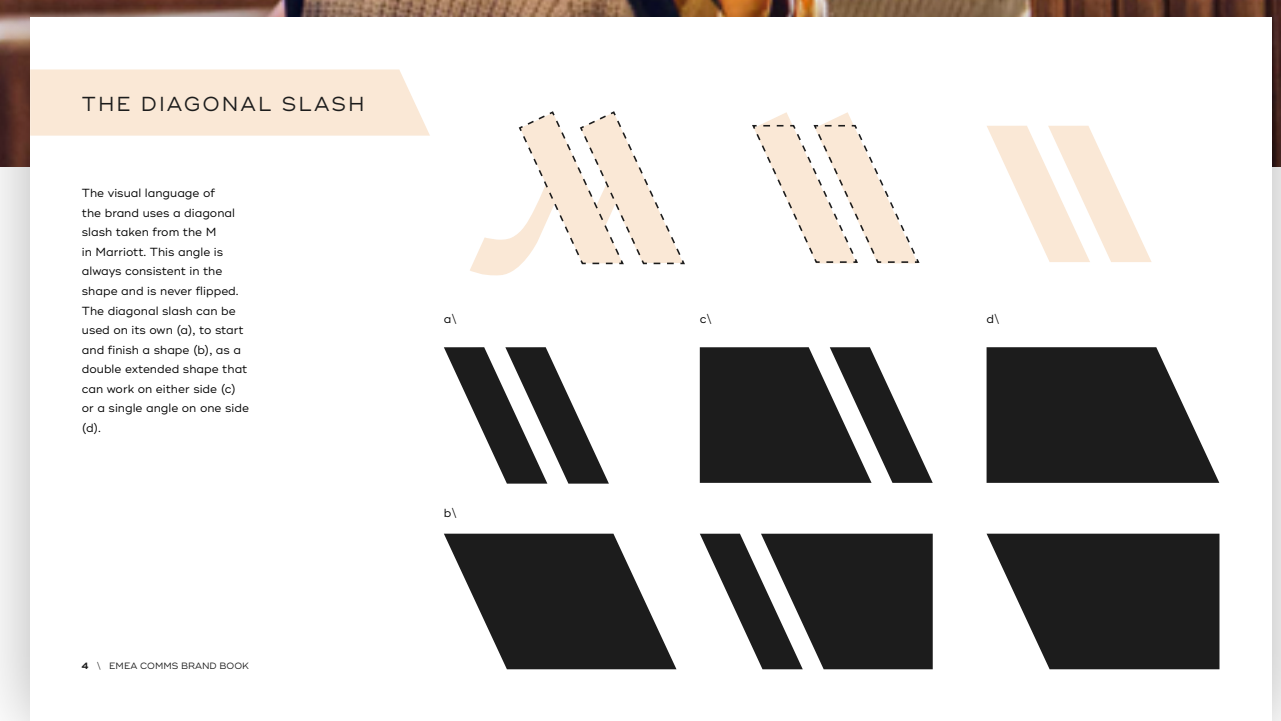 THE DIAGONAL SLASH
The visual language of
the brand uses a diagonal
slash taken from the M
in Marriott. This angle is
always consistent in the
shape and is never flipped.
The diagonal slash can be
used on its own (a), to start
and finish a shape (b), as a
double extended shape that
can work on either side (c)
or a single angle on one side
(d).
a\
c\
d\
b\
4 \ EMEA COMMS BRAND BOOK